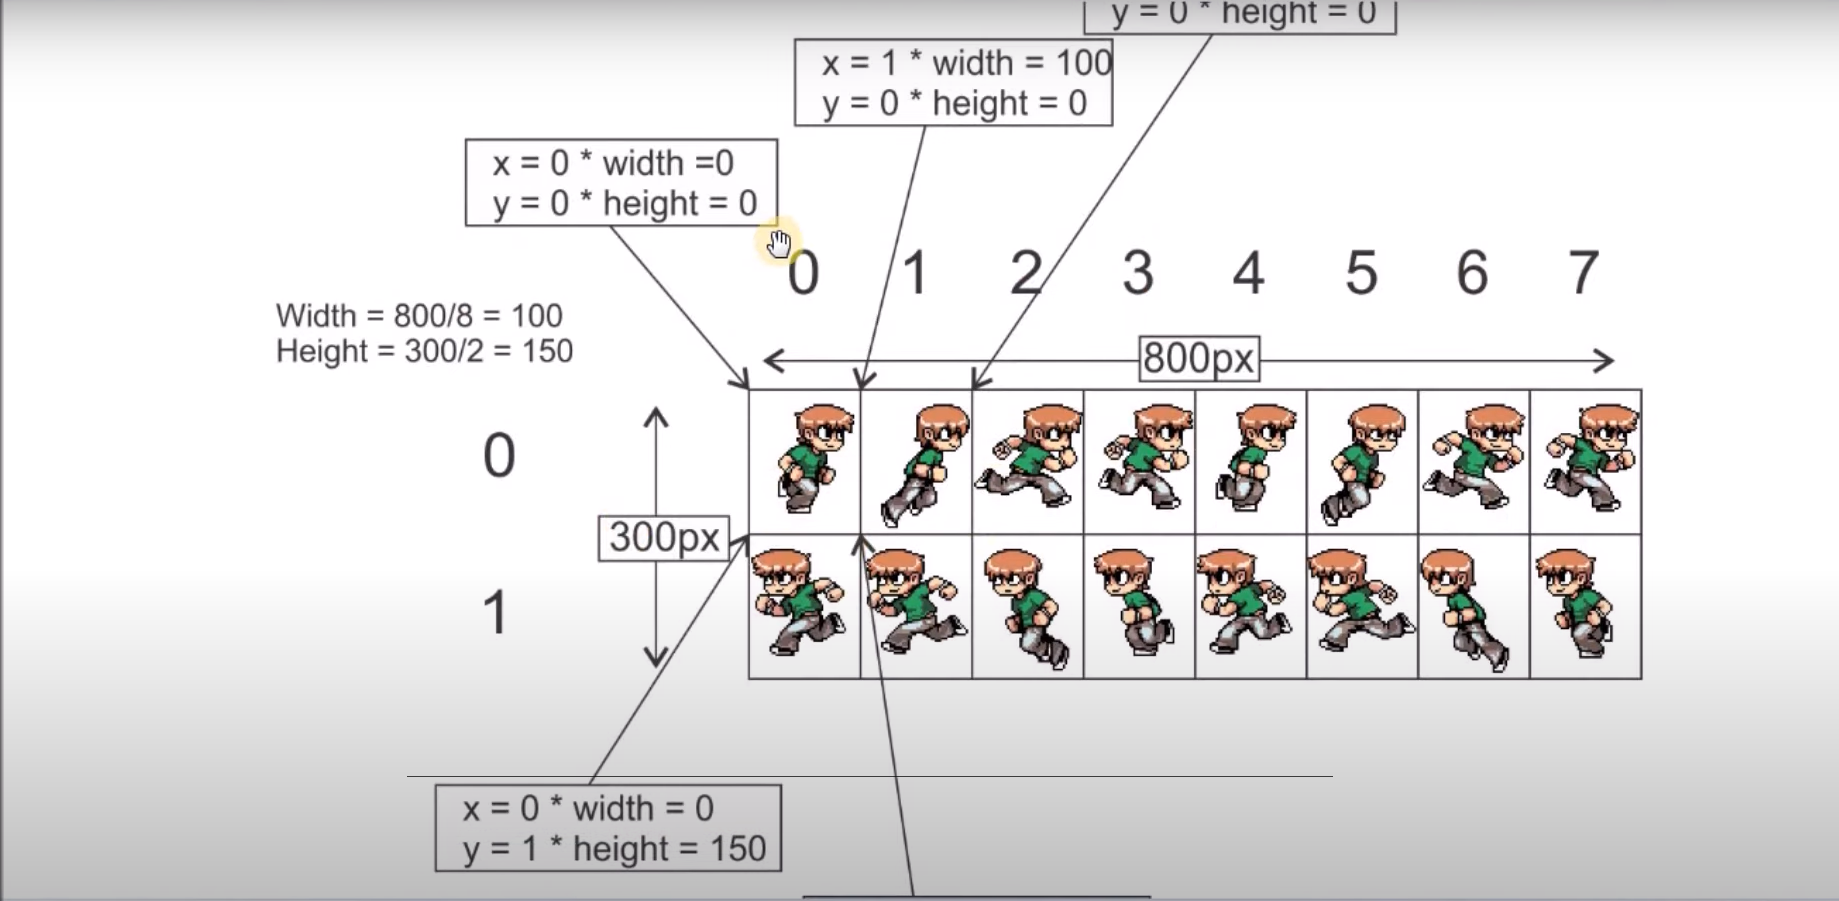 y = 0 * height = 0
x = 1 * width = 100
y = 0 * height = 0
x = 0 * width =0
y = 0 * height = 0
0 1 2 3 4 5 6 7
Width = 800/8 = 100
Height = 300/2 = 150
800px
0
300px
1
x = 0 * width = 0
y = 1 * height = 150